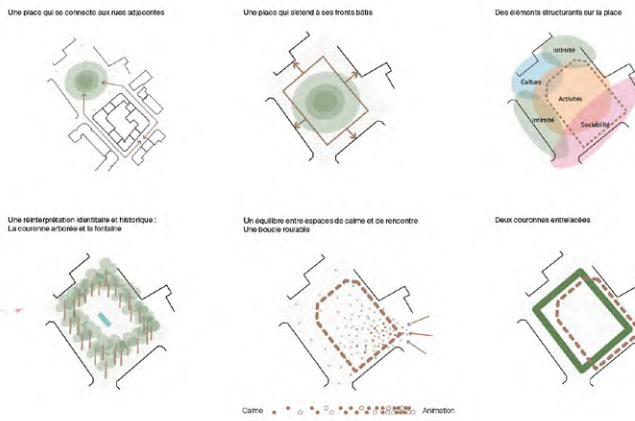 Une place qui se connecte aux rues adjacentes
Une place qui s'étend à ses fronts bâtis
Des éléments structurants sur la place
Intimité
Culture
Activités
Intimité
Sociabilité
Une réinterprétation identitaire et historique :
La couronne arborée et la fontaine
Un équilibre entre espaces de calme et de rencontre
Une boucle roulable
Deux couronnes entrelacées
Calme
Animation